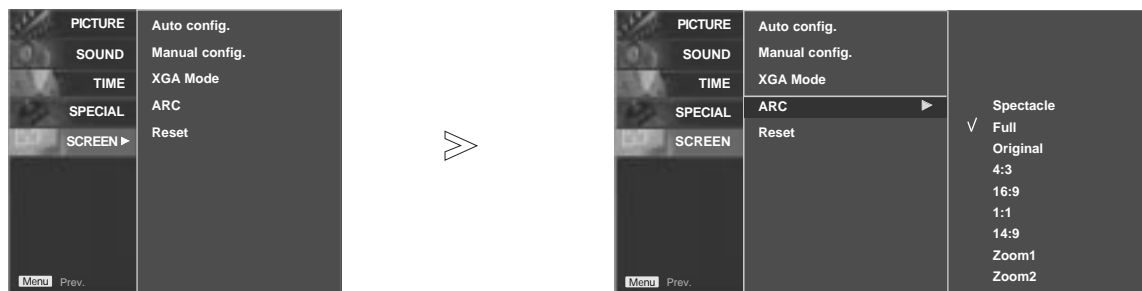 PICTURE
SOUND
TIME
SPECIAL
SCREEN
Auto config.
Manual config.
XGA Mode
ARC
Reset
Menu Prev.
PICTURE
SOUND
TIME
SPECIAL
SCREEN
Auto config.
Manual config.
XGA Mode
ARC
Reset
Spectacle
√ Full
Original
4:3
16:9
1:1
14:9
Zoom1
Zoom2
Menu Prev.